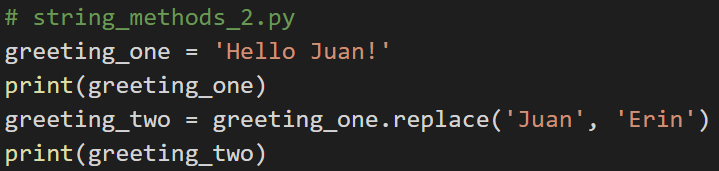 # string_methods_2.py
greeting_one = 'Hello Juan!'
print(greeting_one)
greeting_two = greeting_one.replace('Juan', 'Erin')
print(greeting_two)